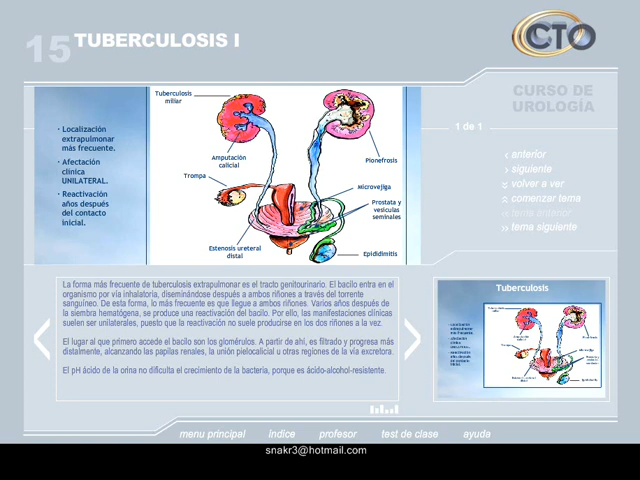 15 TUBERCULOSIS I
CTO
CURSO DE
UROLOGÍA
1 de 1
‹ anterior
› siguiente
volver a ver
comenzar tema
tema anterior
›› tema siguiente
· Localización
extrapulmonar
más frecuente.
· Afectación
clínica
UNILATERAL.
· Reactivación
años después
del contacto
inicial.
Tuberculosis
miliar
Amputación
calicial
Trompa
Estenosis ureteral
distal
Pionefrosis
Microvejiga
Prostata y
vesículas
seminales
Epididimitis
La forma más frecuente de tuberculosis extrapulmonar es el tracto genitourinario. El bacilo entra en el
organismo por vía inhalatoria, diseminándose después a ambos riñones a través del torrente
sanguíneo. De esta forma, lo más frecuente es que llegue a ambos riñones. Varios años después de
la siembra hematógena, se produce una reactivación del bacilo. Por ello, las manifestaciones clínicas
suelen ser unilaterales, puesto que la reactivación no suele producirse en los dos riñones a la vez.
El lugar al que primero accede el bacilo son los glomérulos. A partir de ahí, es filtrado y progresa más
distalmente, alcanzando las papilas renales, la unión pielocalicial u otras regiones de la vía excretora.
El pH ácido de la orina no dificulta el crecimiento de la bacteria, porque es ácido-alcohol-resistente.
Tuberculosis
menu principal indice profesor test de clase ayuda
snakr3@hotmail.com